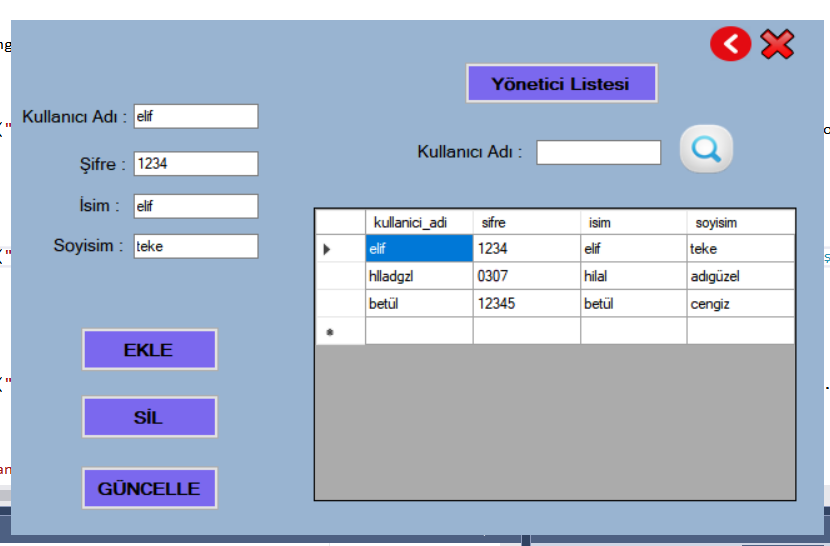 Yönetici Listesi
Kullanıcı Adı : elif
Şifre : 1234
İsim : elif
Soyisim : teke
Kullanıcı Adı :
kullanici_adi sifre isim soyisim
elif 1234 elif teke
hlladgzl 0307 hilal adıgüzel
betül 12345 betül cengiz
EKLE
SİL
GÜNCELLE